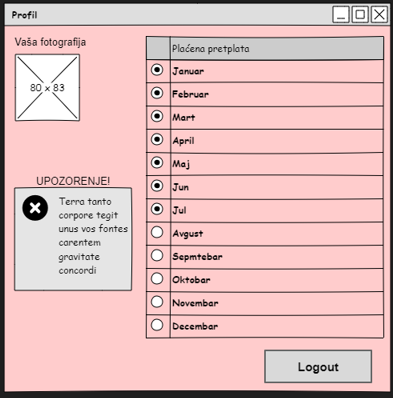 Profil
Vaša fotografija
80 x 83
UPOZORENJE!
Terra tanto
corpore tegit
unus vos fontes
carentem
gravitate
concordi
Plaćena pretplata
Januar
Februar
Mart
April
Maj
Jun
Jul
Avgust
Sepmtebar
Oktobar
Novembar
Decembar
Logout